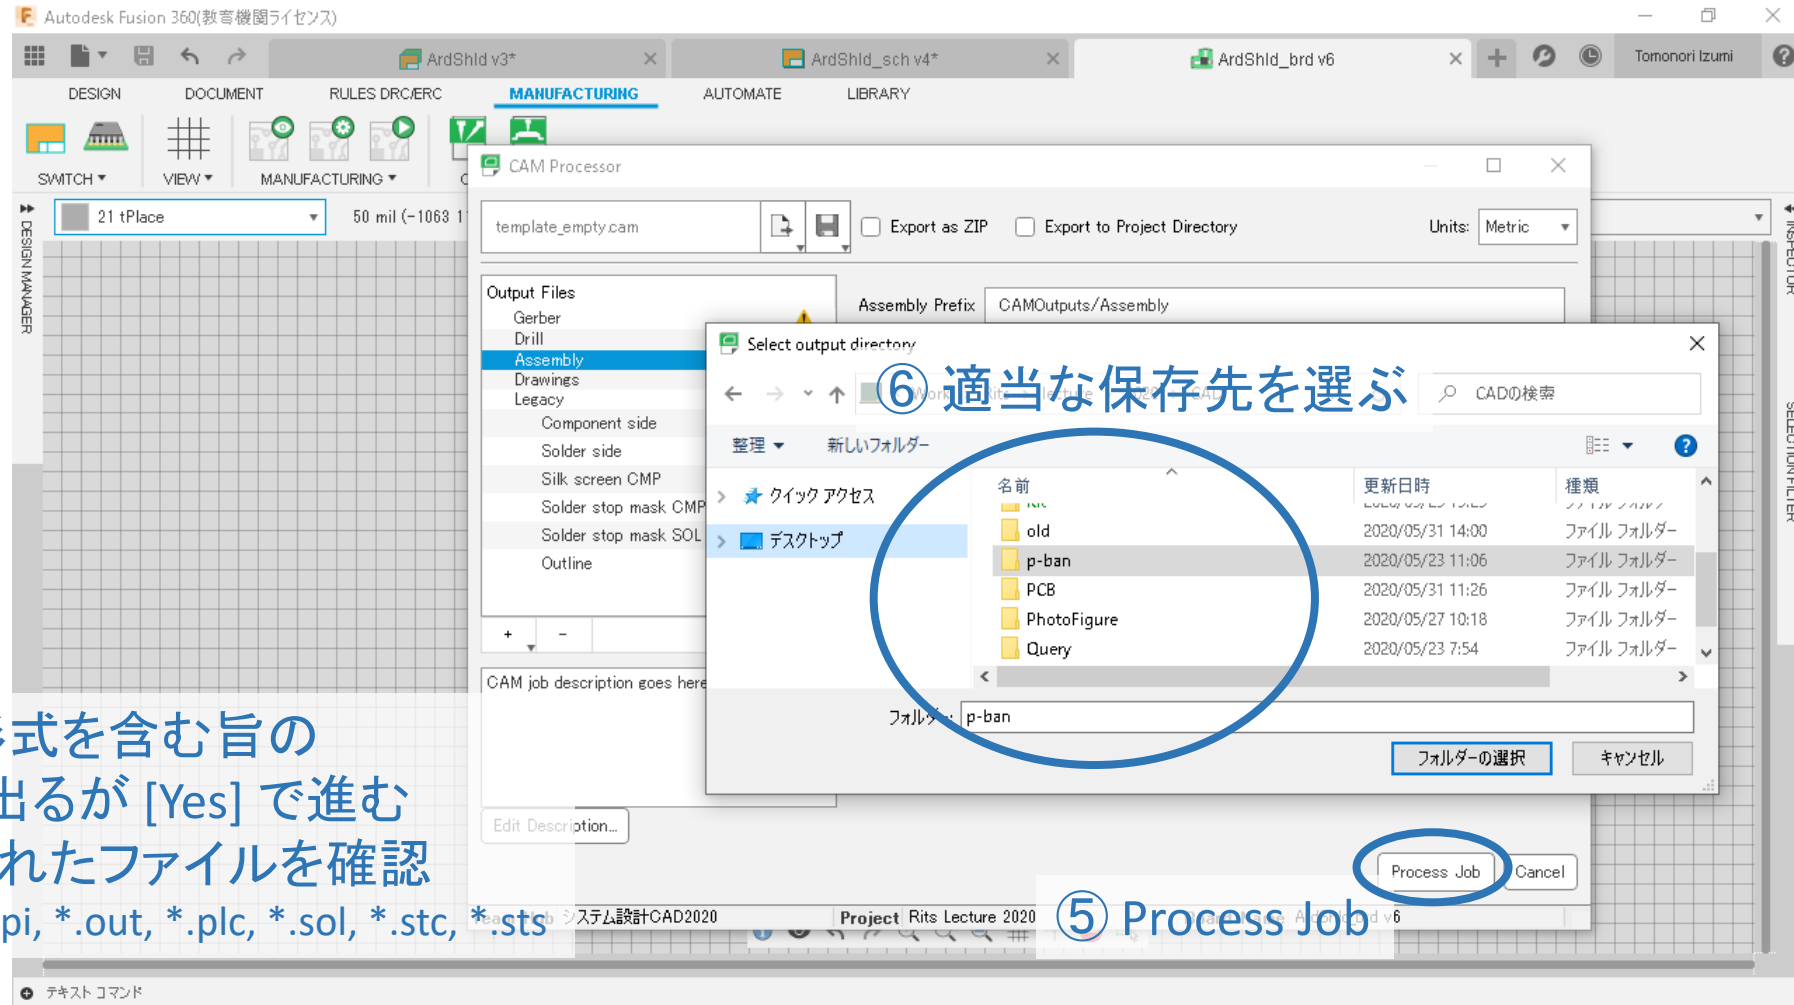 Autodesk Fusion 360(教育機関ライセンス)
ArdShld v3*
ArdShld_sch v4*
ArdShld_brd v6
Tomonori Izumi
DESIGN DOCUMENT RULES DRC/ERC MANUFACTURING AUTOMATE LIBRARY
SWITCH VIEW MANUFACTURING
CAM Processor
21 tPlace
50 mil (-1063 1
template_empty.cam
Export as ZIP
Export to Project Directory
Units: Metric
DESIGN MANAGER
INSPECTOR
SELECTION FILTER
Output Files
Gerber
Drill
Assembly
Drawings
Legacy
Component side
Solder side
Silk screen CMP
Solder stop mask CMP
Solder stop mask SOL
Outline
+ -
Assembly Prefix CAMOutputs/Assembly
Select output directory
⑥ 適当な保存先を選ぶ
CADの検索
整理 新しいフォルダー
クイック アクセス
デスクトップ
名前 更新日時 種類
old 2020/05/31 14:00 ファイル フォルダー
p-ban 2020/05/23 11:06 ファイル フォルダー
PCB 2020/05/31 11:26 ファイル フォルダー
PhotoFigure 2020/05/27 10:18 ファイル フォルダー
Query 2020/05/23 7:54 ファイル フォルダー
フォルダー: p-ban
フォルダーの選択 キャンセル
CAM job description goes here
Edit Description...
Process Job Cancel
⑤ Process Job
システム設計CAD2020
Project Rits Lecture 2020
式を含む旨の
出るが [Yes] で進む
れたファイルを確認
pi, *.out, *.plc, *.sol, *.stc, *.sts
テキスト コマンド